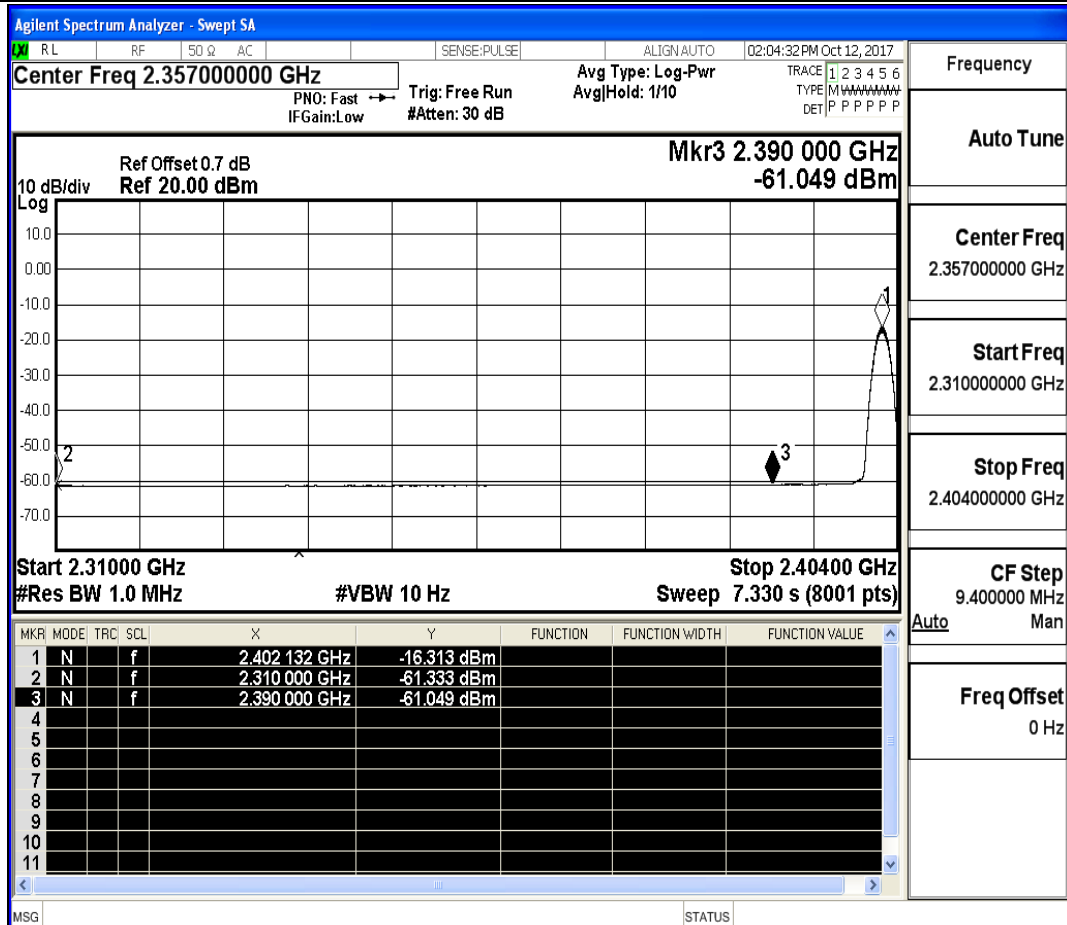 Agilent Spectrum Analyzer - Swept SA
LXI RL RF 50 Ω AC SENSE:PULSE ALIGNAUTO 02:04:32PM Oct 12, 2017
Center Freq 2.357000000 GHz
PNO: Fast
IFGain:Low
Trig: Free Run
#Atten: 30 dB
Avg Type: Log-Pwr
Avg|Hold: 1/10
TRACE 1 2 3 4 5 6
TYPE M
DET P P P P P P
Mkr3 2.390 000 GHz
-61.049 dBm
Ref Offset 0.7 dB
10 dB/div Ref 20.00 dBm
Log
10.0
0.00
-10.0
-20.0
-30.0
-40.0
-50.0
-60.0
-70.0
1
2
3
Start 2.31000 GHz Stop 2.40400 GHz
#Res BW 1.0 MHz #VBW 10 Hz Sweep 7.330 s (8001 pts)
MKR MODE TRC SCL X Y FUNCTION FUNCTION WIDTH FUNCTION VALUE
1 N f 2.402 132 GHz -16.313 dBm
2 N f 2.310 000 GHz -61.333 dBm
3 N f 2.390 000 GHz -61.049 dBm
4
5
6
7
8
9
10
11
MSG STATUS
Frequency
Auto Tune
Center Freq
2.357000000 GHz
Start Freq
2.310000000 GHz
Stop Freq
2.404000000 GHz
CF Step
9.400000 MHz
Auto Man
Freq Offset
0 Hz